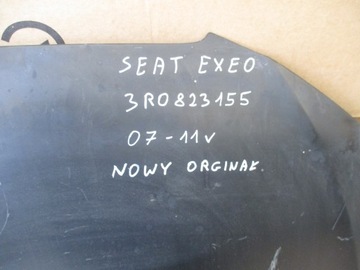 SEAT EXEO
3R0823155
07-11v
NOWY ORGINAŁ.